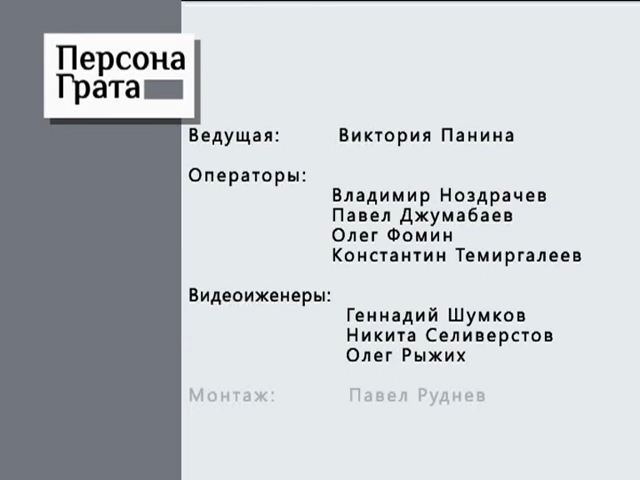 Персона
Грата
Ведущая: Виктория Панина
Операторы:
Владимир Ноздрачев
Павел Джумабаев
Олег Фомин
Константин Темиргалеев
Видеоиженеры:
Геннадий Шумков
Никита Селиверстов
Олег Рыжих
Монтаж: Павел Руднев